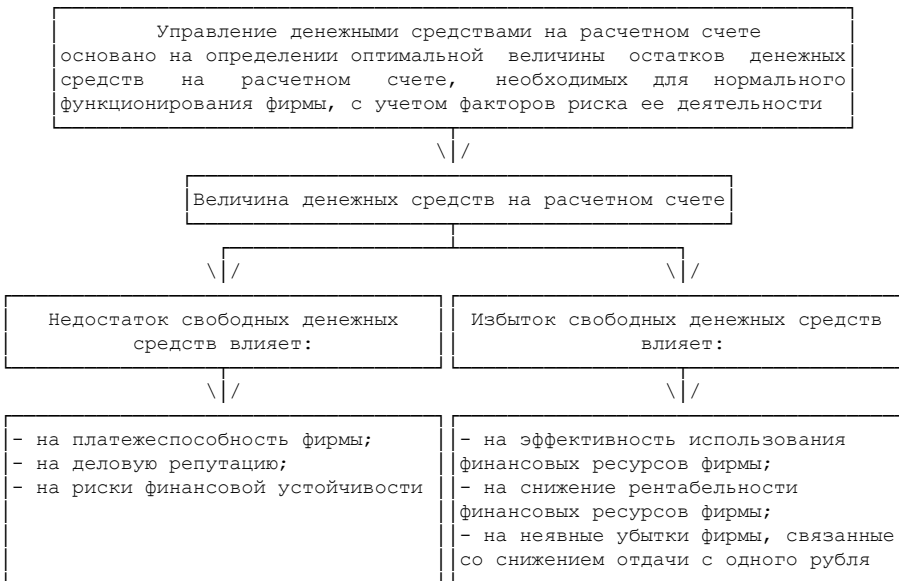 Управление денежными средствами на расчетном счете
основано на определении оптимальной величины остатков денежных
средств на расчетном счете, необходимых для нормального
функционирования фирмы, с учетом факторов риска ее деятельности
Величина денежных средств на расчетном счете
Недостаток свободных денежных
средств влияет:
- на платежеспособность фирмы;
- на деловую репутацию;
- на риски финансовой устойчивости
Избыток свободных денежных средств
влияет:
- на эффективность использования
финансовых ресурсов фирмы;
- на снижение рентабельности
финансовых ресурсов фирмы;
- на неявные убытки фирмы, связанные
со снижением отдачи с одного рубля